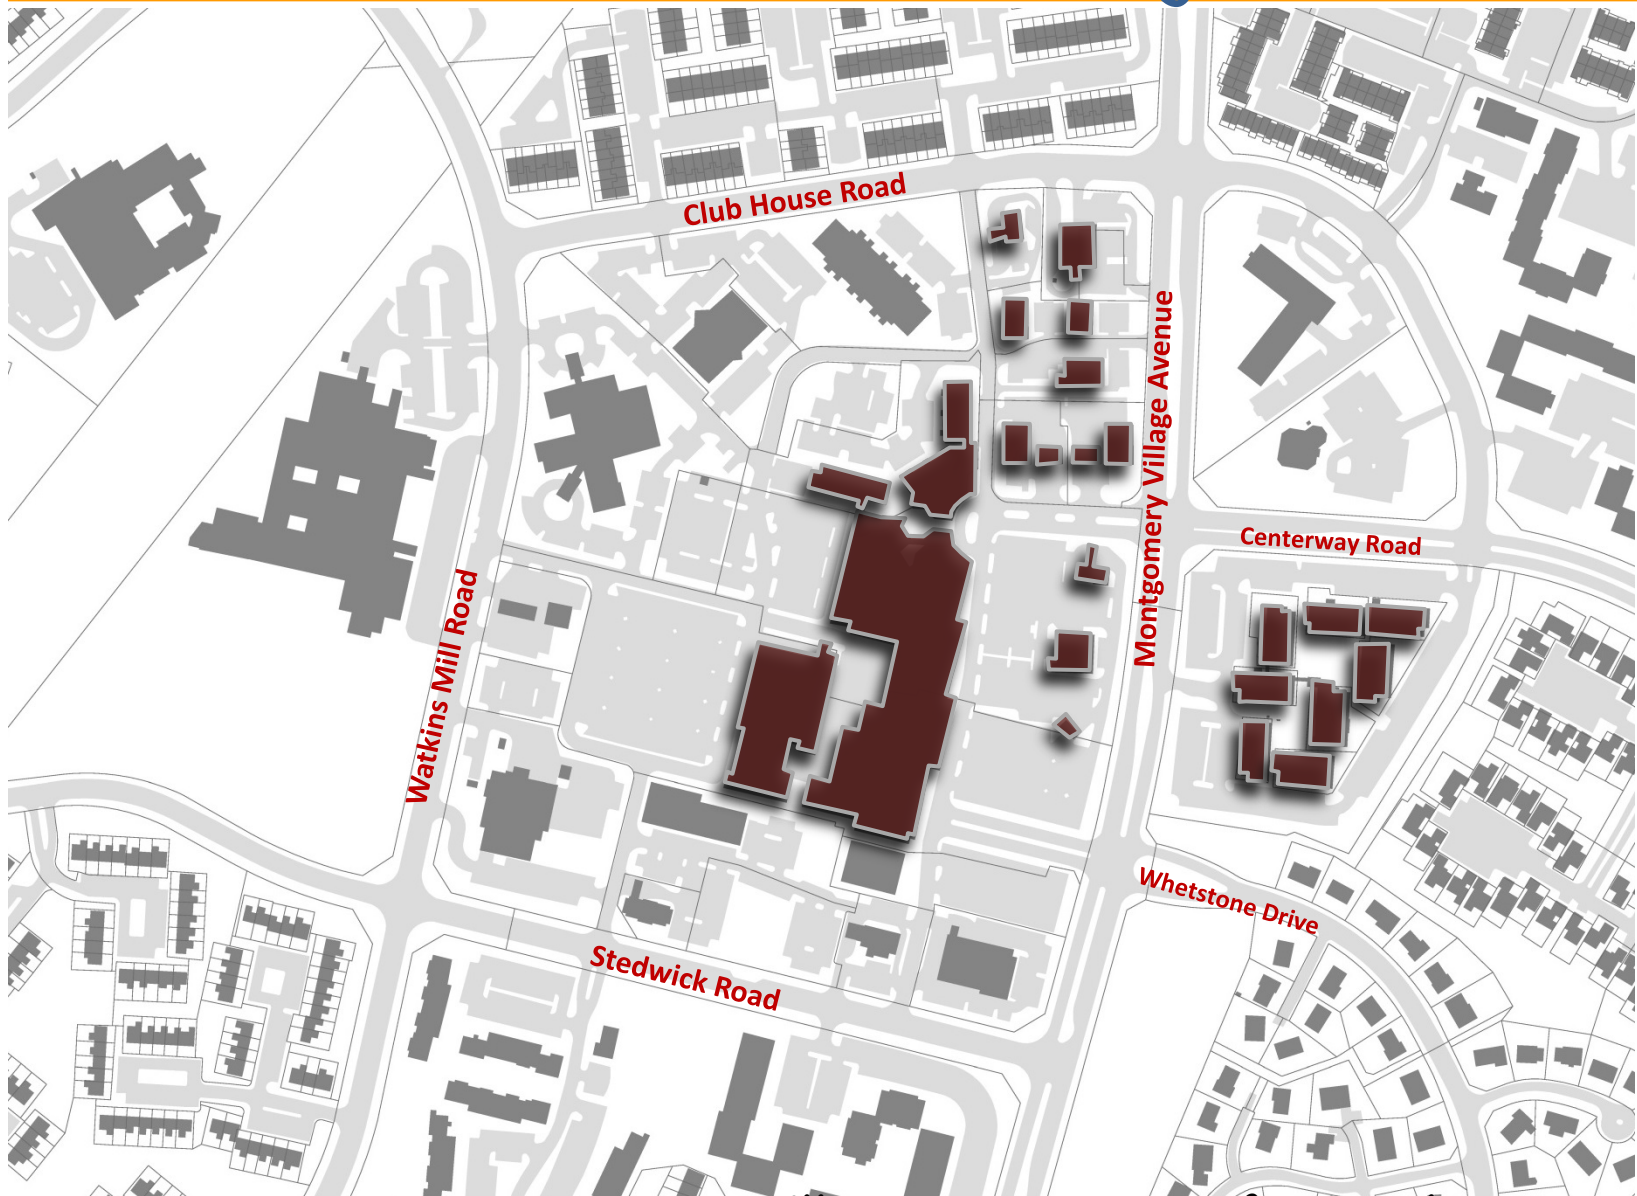 Club House Road
Montgomery Village Avenue
Centerway Road
Watkins Mill Road
Whetstone Drive
Stedwick Road